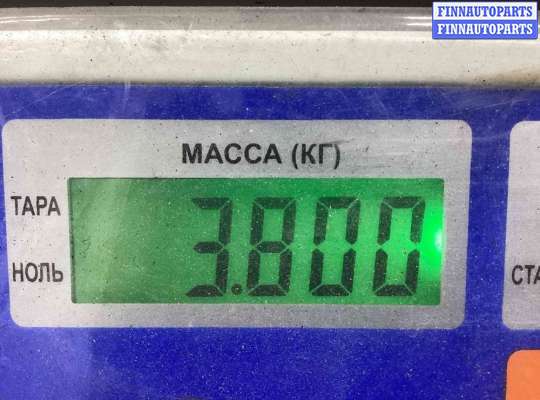 FINNAUTOPARTS
FINNAUTOPARTS
МАССА (КГ)
ТАРА
3.800
НОЛЬ
СТА